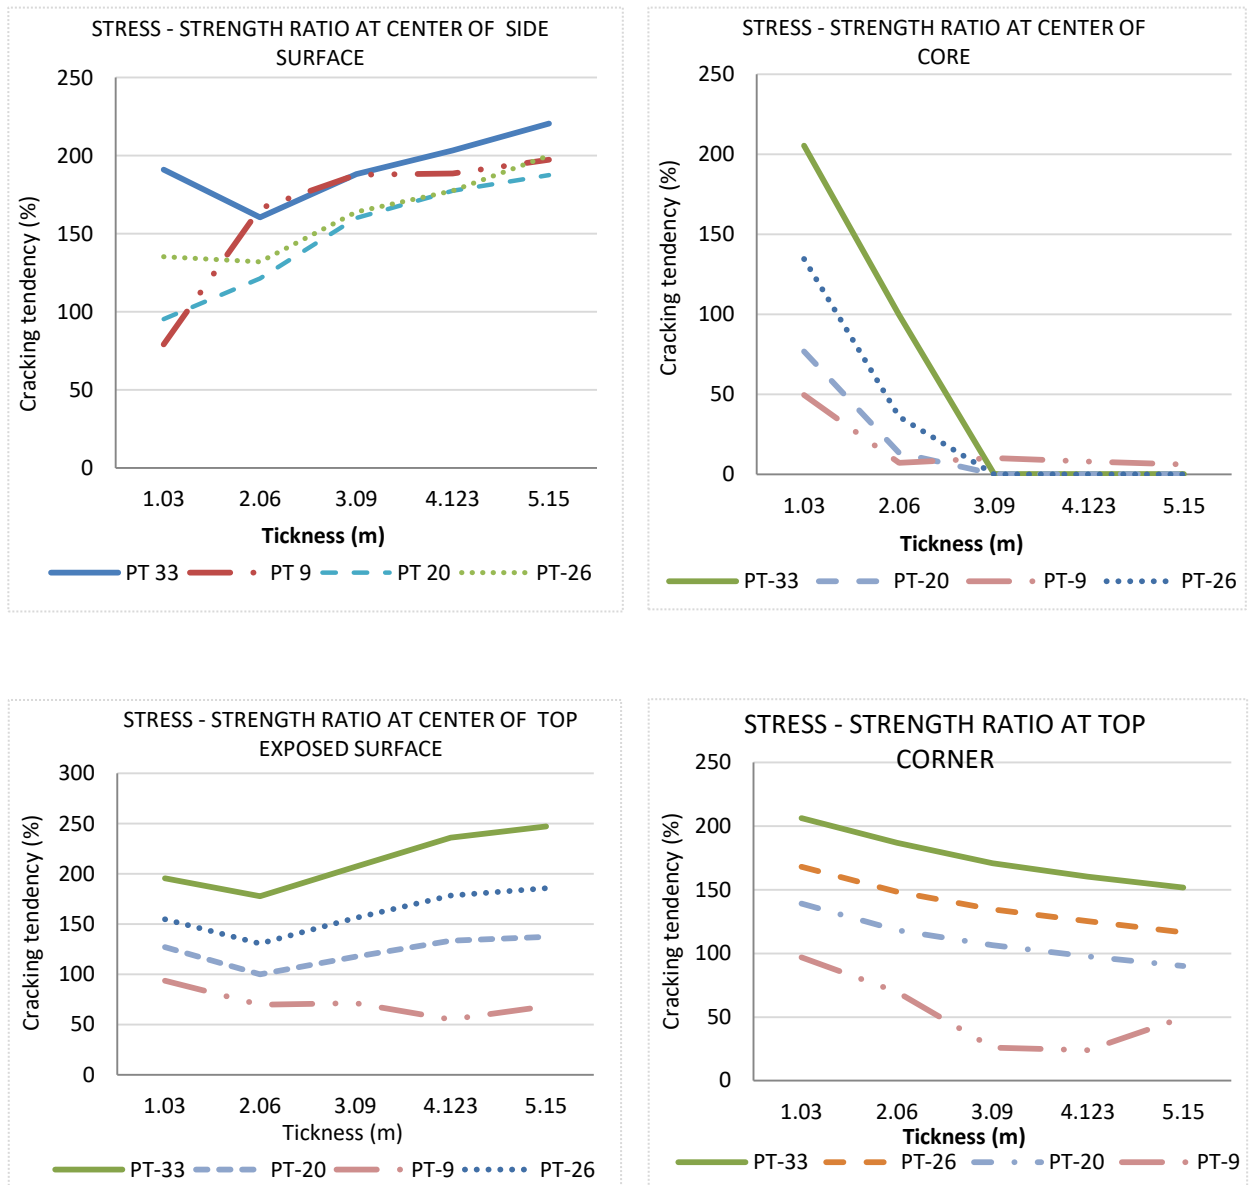 STRESS - STRENGTH RATIO AT CENTER OF SIDE
SURFACE
250
200
150
100
50
0
Cracking tendency (%)
1.03 2.06 3.09 4.123 5.15
Tickness (m)
PT 33 PT 9 PT 20 PT-26
STRESS - STRENGTH RATIO AT CENTER OF
CORE
250
200
150
100
50
0
Cracking tendency (%)
1.03 2.06 3.09 4.123 5.15
Tickness (m)
PT-33 PT-20 PT-9 PT-26
STRESS - STRENGTH RATIO AT CENTER OF TOP
EXPOSED SURFACE
300
250
200
150
100
50
0
Cracking tendency (%)
1.03 2.06 3.09 4.123 5.15
Tickness (m)
PT-33 PT-20 PT-9 PT-26
STRESS - STRENGTH RATIO AT TOP
CORNER
250
200
150
100
50
0
Cracking tendency (%)
1.03 2.06 3.09 4.123 5.15
Tickness (m)
PT-33 PT-26 PT-20 PT-9